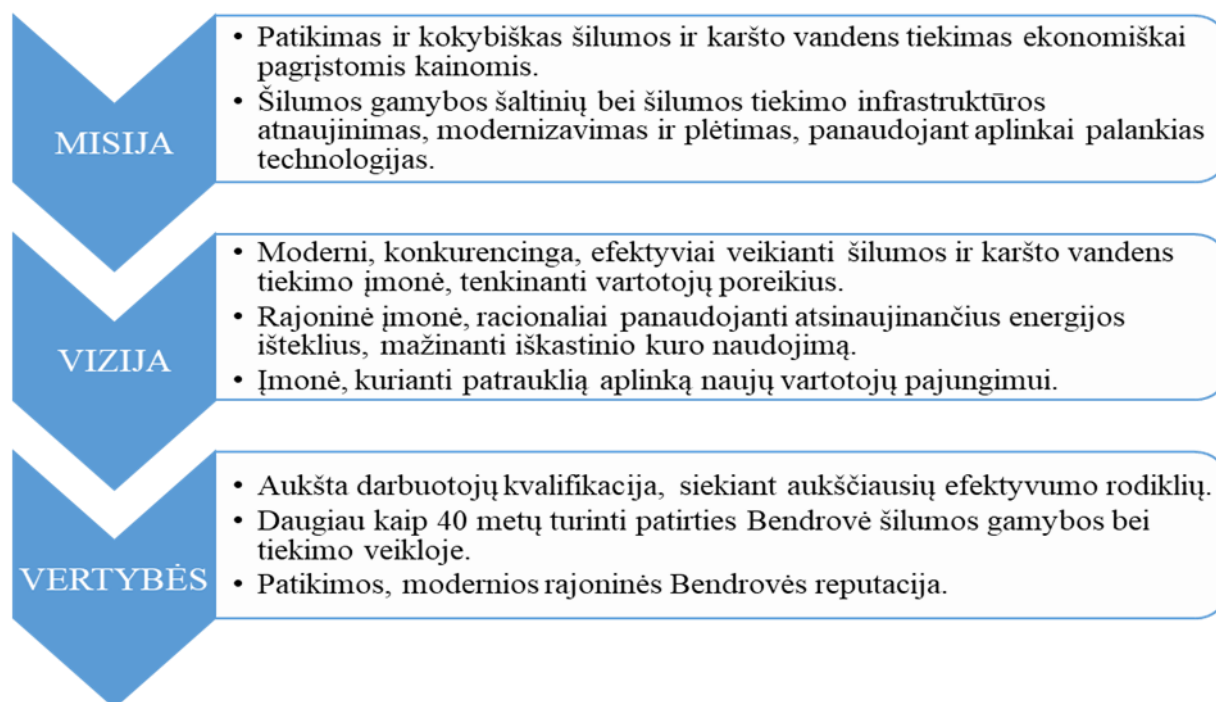 MISIJA
• Patikimas ir kokybiškas šilumos ir karšto vandens tiekimas ekonomiškai
pagrįstomis kainomis.
• Šilumos gamybos šaltinių bei šilumos tiekimo infrastruktūros
atnaujinimas, modernizavimas ir plėtimas, panaudojant aplinkai palankias
technologijas.
VIZIJA
• Moderni, konkurencinga, efektyviai veikianti šilumos ir karšto vandens
tiekimo įmonė, tenkinanti vartotojų poreikius.
• Rajoninė įmonė, racionaliai panaudojanti atsinaujinančius energijos
išteklius, mažinanti iškastinio kuro naudojimą.
• Įmonė, kurianti patrauklią aplinką naujų vartotojų pajungimui.
VERTYBĖS
• Aukšta darbuotojų kvalifikacija, siekiant aukščiausių efektyvumo rodiklių.
• Daugiau kaip 40 metų turinti patirties Bendrovė šilumos gamybos bei
tiekimo veikloje.
• Patikimos, modernios rajoninės Bendrovės reputacija.